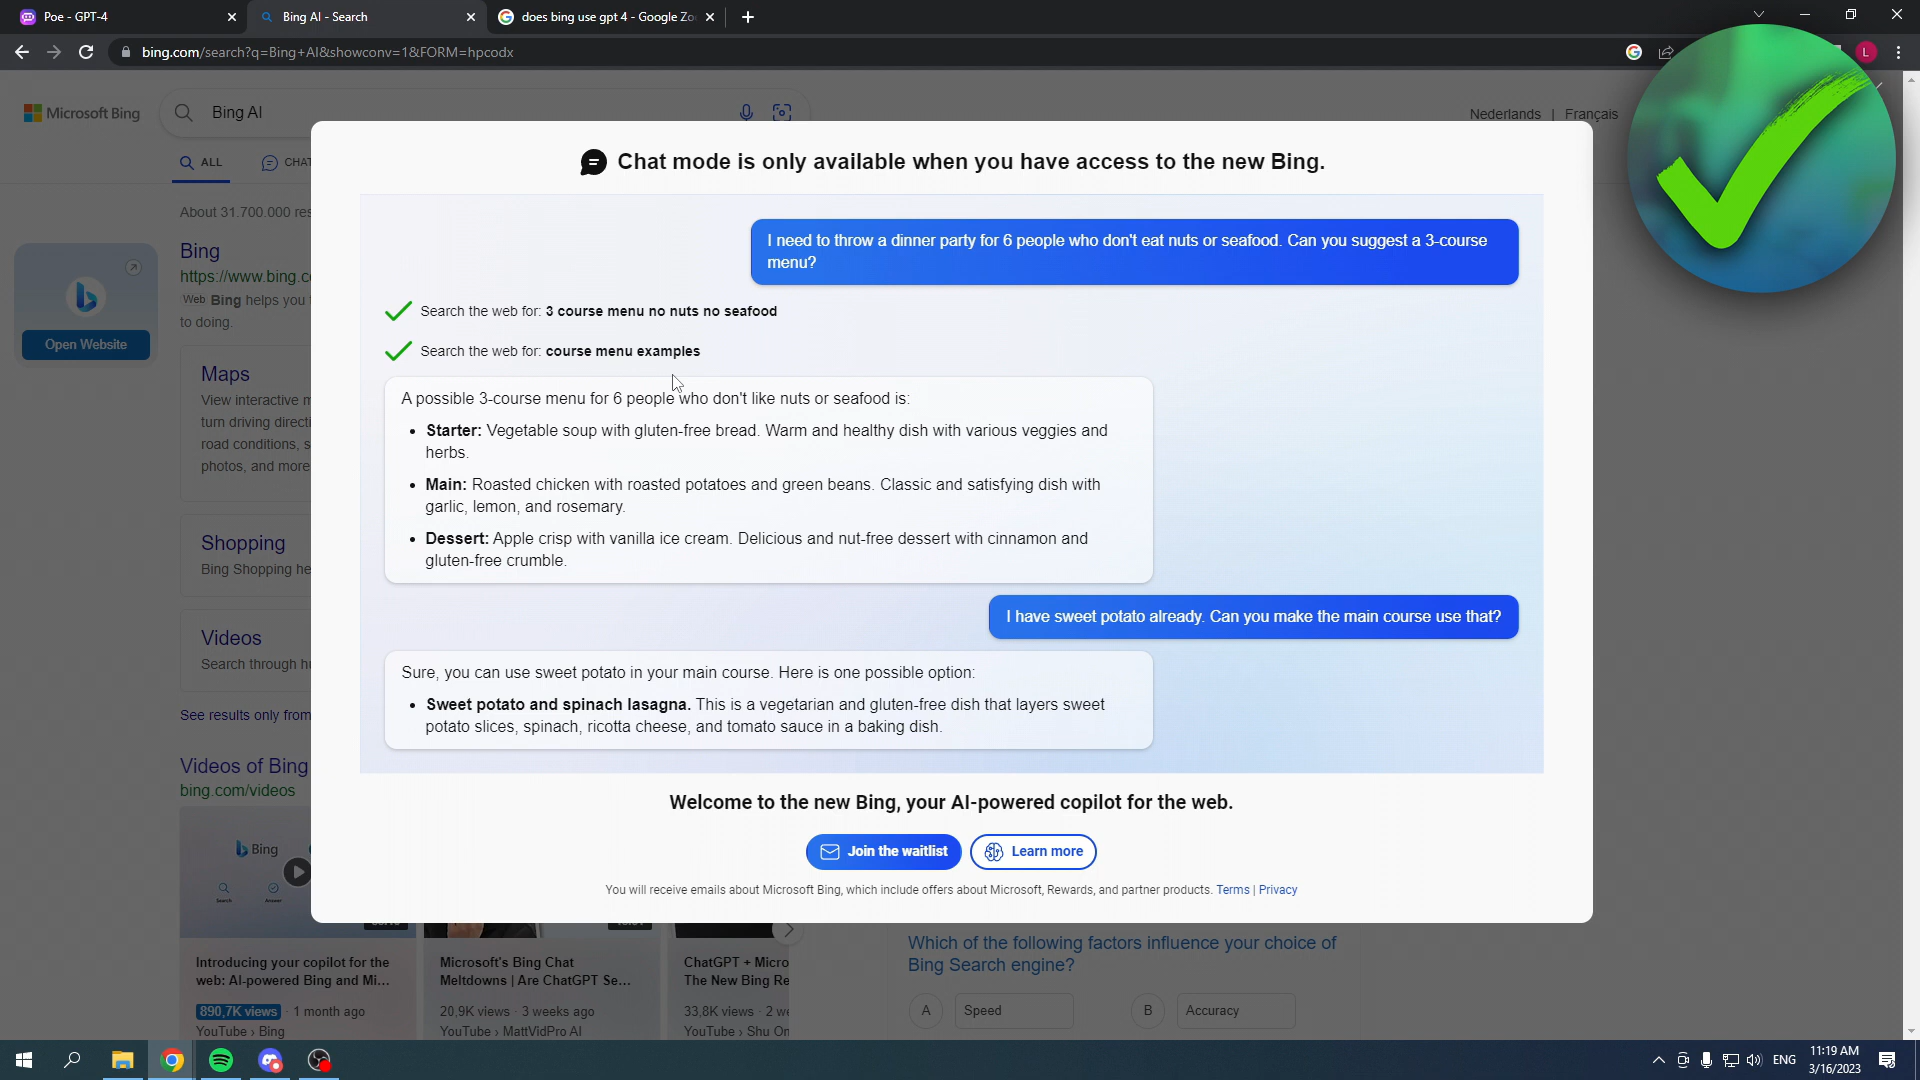 Poe - GPT-4
Bing AI - Search
does bing use gpt 4 - Google Zo
bing.com/search?q=Bing+AI&showconv=1&FORM=hpcodx
L
Microsoft Bing
Bing AI
Nederlands | Français
ALL
CHAT
About 31.700.000 res
Open Website
Bing
https://www.bing.c
Web Bing helps you
to doing.
Maps
View interactive
turn driving direct
road conditions, s
photos, and more
Shopping
Bing Shopping he
Videos
Search through h
See results only from
Videos of Bing
bing.com/videos
Chat mode is only available when you have access to the new Bing.
I need to throw a dinner party for 6 people who don't eat nuts or seafood. Can you suggest a 3-course
menu?
Search the web for: 3 course menu no nuts no seafood
Search the web for: course menu examples
A possible 3-course menu for 6 people who don't like nuts or seafood is:
• Starter: Vegetable soup with gluten-free bread. Warm and healthy dish with various veggies and
herbs.
• Main: Roasted chicken with roasted potatoes and green beans. Classic and satisfying dish with
garlic, lemon, and rosemary.
• Dessert: Apple crisp with vanilla ice cream. Delicious and nut-free dessert with cinnamon and
gluten-free crumble.
I have sweet potato already. Can you make the main course use that?
Sure, you can use sweet potato in your main course. Here is one possible option:
• Sweet potato and spinach lasagna. This is a vegetarian and gluten-free dish that layers sweet
potato slices, spinach, ricotta cheese, and tomato sauce in a baking dish.
Welcome to the new Bing, your AI-powered copilot for the web.
Join the waitlist
Learn more
You will receive emails about Microsoft Bing, which include offers about Microsoft, Rewards, and partner products. Terms | Privacy
Bing
Search
Answer
Introducing your copilot for the
web: AI-powered Bing and Mi...
890,7K views · 1 month ago
YouTube › Bing
Microsoft's Bing Chat
Meltdowns | Are ChatGPT Se...
20,9K views · 3 weeks ago
YouTube › MattVidPro AI
ChatGPT + Micro
The New Bing Re
33,8K views · 2 we
YouTube › Shu On
Which of the following factors influence your choice of
Bing Search engine?
A
Speed
B
Accuracy
ENG
11:19 AM
3/16/2023